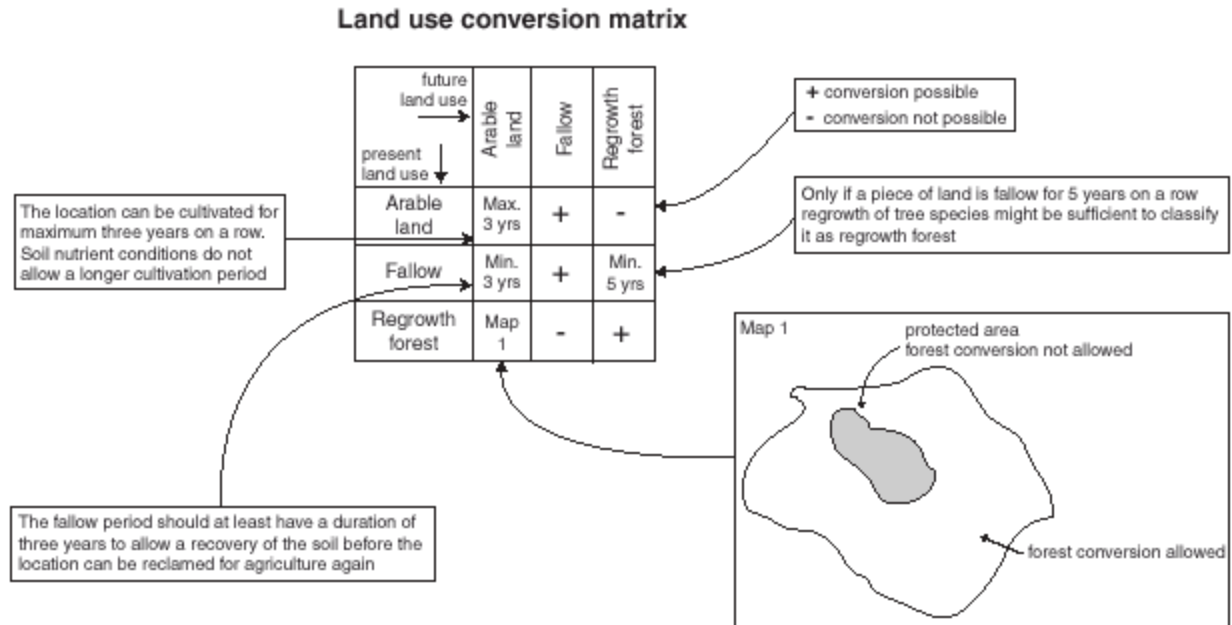 Land use conversion matrix
future
land use
present
land use
Arable
land
Fallow
Regrowth
forest
Arable
land
Max.
3 yrs
+
-
Fallow
Min.
3 yrs
+
Min.
5 yrs
Regrowth
forest
Map
1
-
+
+ conversion possible
- conversion not possible
Only if a piece of land is fallow for 5 years on a row
regrowth of tree species might be sufficient to classify
it as regrowth forest
The location can be cultivated for
maximum three years on a row.
Soil nutrient conditions do not
allow a longer cultivation period
The fallow period should at least have a duration of
three years to allow a recovery of the soil before the
location can be reclamed for agriculture again
Map 1
protected area
forest conversion not allowed
forest conversion allowed